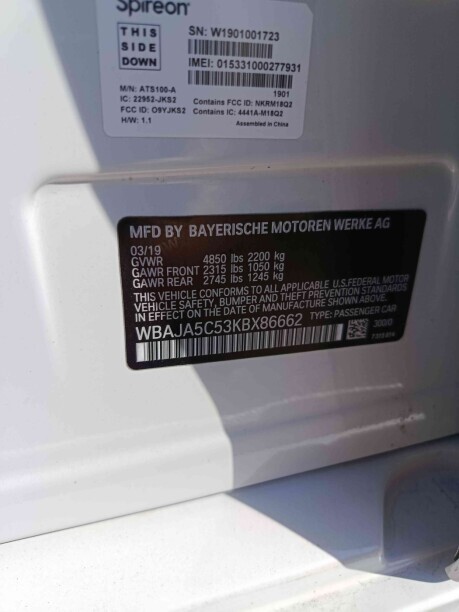 Spireon
THIS
SIDE
DOWN
SN: W1901001723
IMEI: 015331000277931
1901
M/N: ATS100-A
IC: 22952-JKS2
FCC ID: O9YJKS2
H/W: 1.1
Contains FCC ID: NKRM18Q2
Contains IC: 4441A-M18Q2
Assembled in China
MFD BY BAYERISCHE MOTOREN WERKE AG
03/19
GVWR 4850 lbs 2200 kg
GAWR FRONT 2315 lbs 1050 kg
GAWR REAR 2745 lbs 1245 kg
THIS VEHICLE CONFORMS TO ALL APPLICABLE U.S.FEDERAL MOTOR
VEHICLE SAFETY, BUMPER, AND THEFT PREVENTION STANDARDS
IN EFFECT ON THE DATE OF MANUFACTURE SHOWN ABOVE.
WBAJA5C53KBX86662 TYPE: PASSENGER CAR
300/0